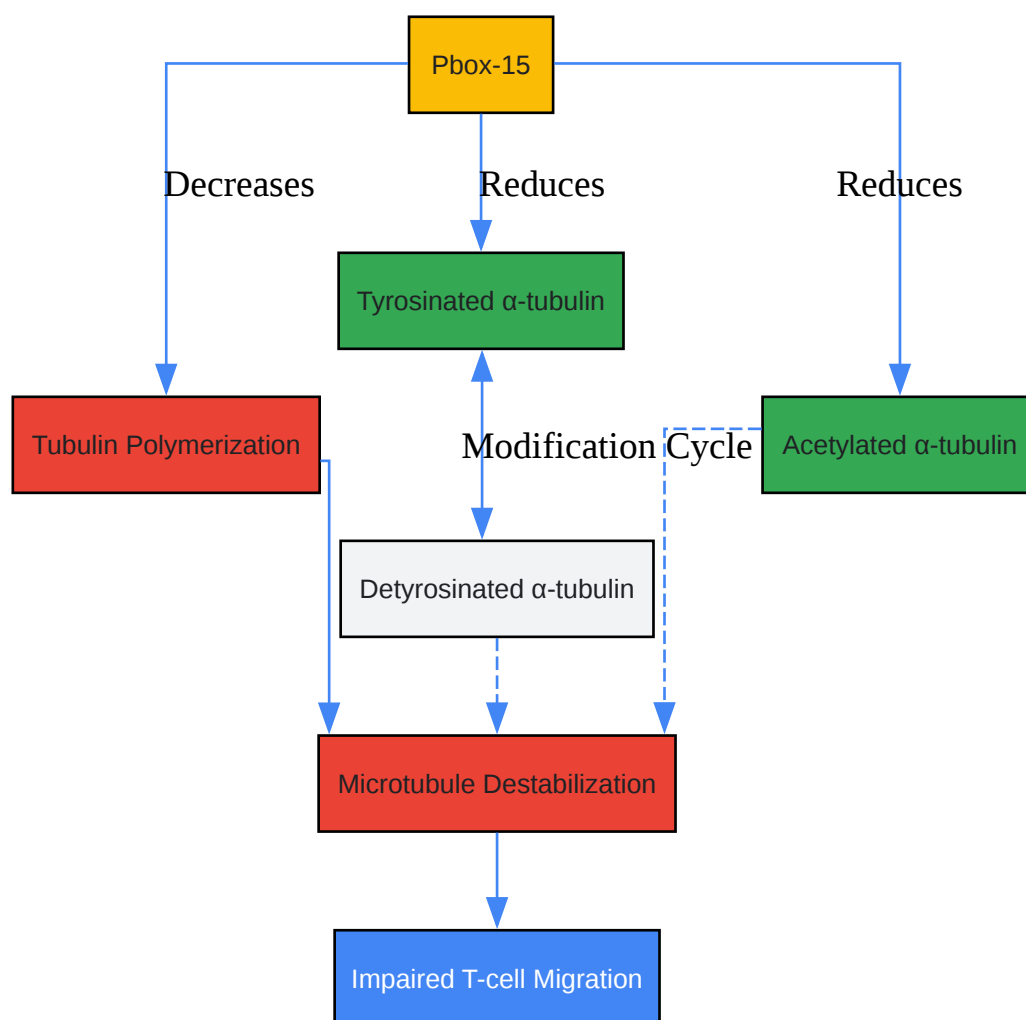 Pbox-15
Decreases
Reduces
Reduces
Tyrosinated α-tubulin
Tubulin Polymerization
Modification Cycle
Acetylated α-tubulin
Detyrosinated α-tubulin
Microtubule Destabilization
Impaired T-cell Migration